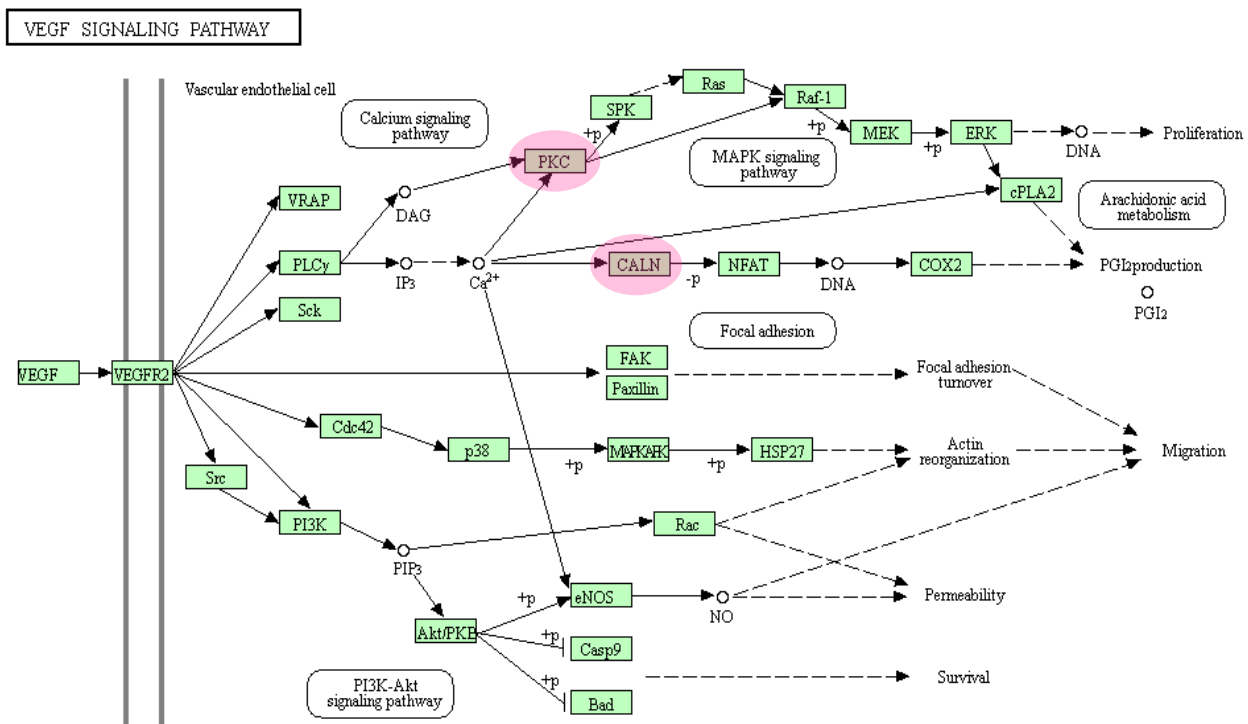 VEGF SIGNALING PATHWAY
Vascular endothelial cell
Calcium signaling
pathway
SPK
Ras
Raf-1
+p
+p
MEK
+p
ERK
DNA
Proliferation
PKC
MAPK signaling
pathway
VRAP
DAG
cPLA2
Arachidonic acid
metabolism
PLCγ
IP3
Ca2+
CALN
-p
NFAT
DNA
COX2
PGI2production
PGI2
Sck
Focal adhesion
VEGF
VEGFR2
FAK
Paxillin
Focal adhesion
turnover
Cdc42
p38
+p
MAPKAPK
+p
HSP27
Actin
reorganization
Migration
Src
PI3K
PIP3
Rac
+p
eNOS
NO
Permeability
Akt/PKB
+p
Casp9
+p
Bad
Survival
PI3K-Akt
signaling pathway